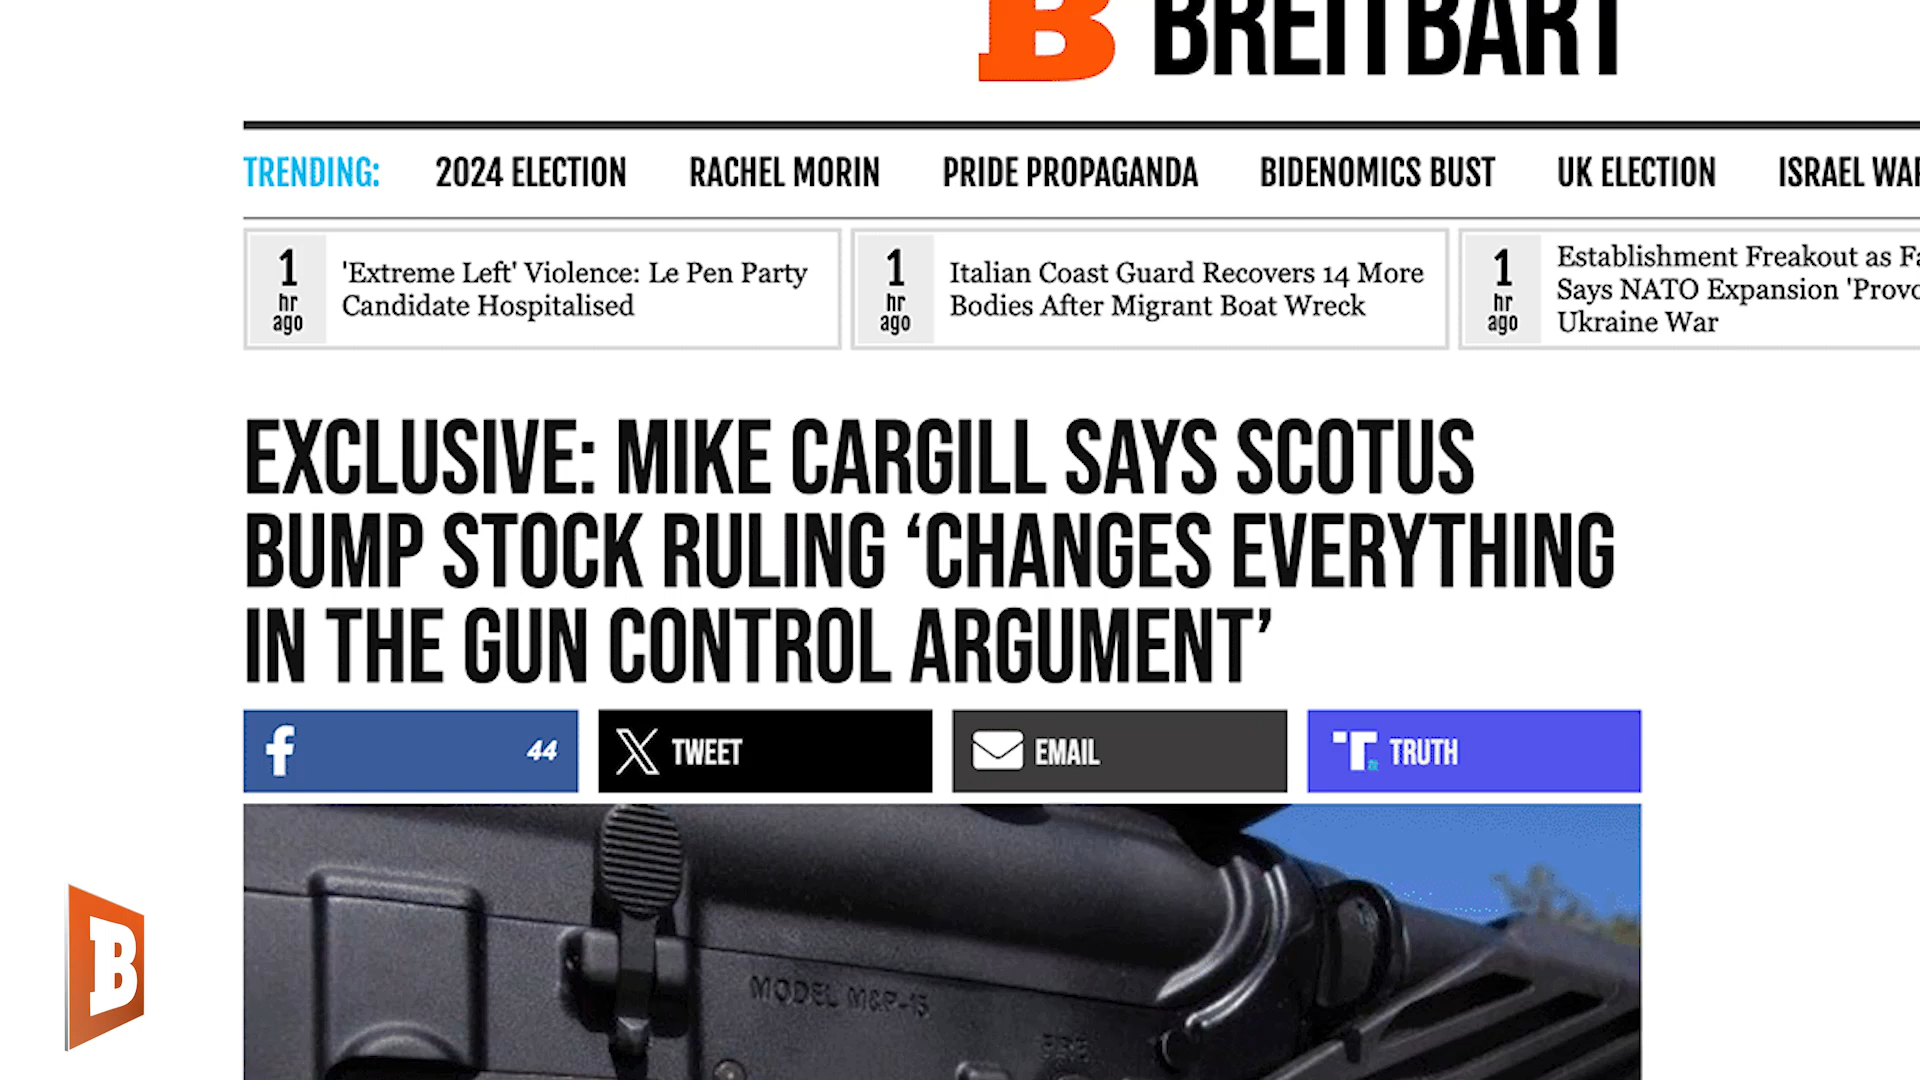 B BREITBART
TRENDING: 2024 ELECTION RACHEL MORIN PRIDE PROPAGANDA BIDENOMICS BUST UK ELECTION ISRAEL WAR
1 hr ago
'Extreme Left' Violence: Le Pen Party
Candidate Hospitalised
1 hr ago
Italian Coast Guard Recovers 14 More
Bodies After Migrant Boat Wreck
1 hr ago
Establishment Freakout as
Says NATO Expansion
Ukraine War
EXCLUSIVE: MIKE CARGILL SAYS SCOTUS
BUMP STOCK RULING ‘CHANGES EVERYTHING
IN THE GUN CONTROL ARGUMENT’
f 44 X TWEET EMAIL T TRUTH
MODEL M&P-15
FIRE
B